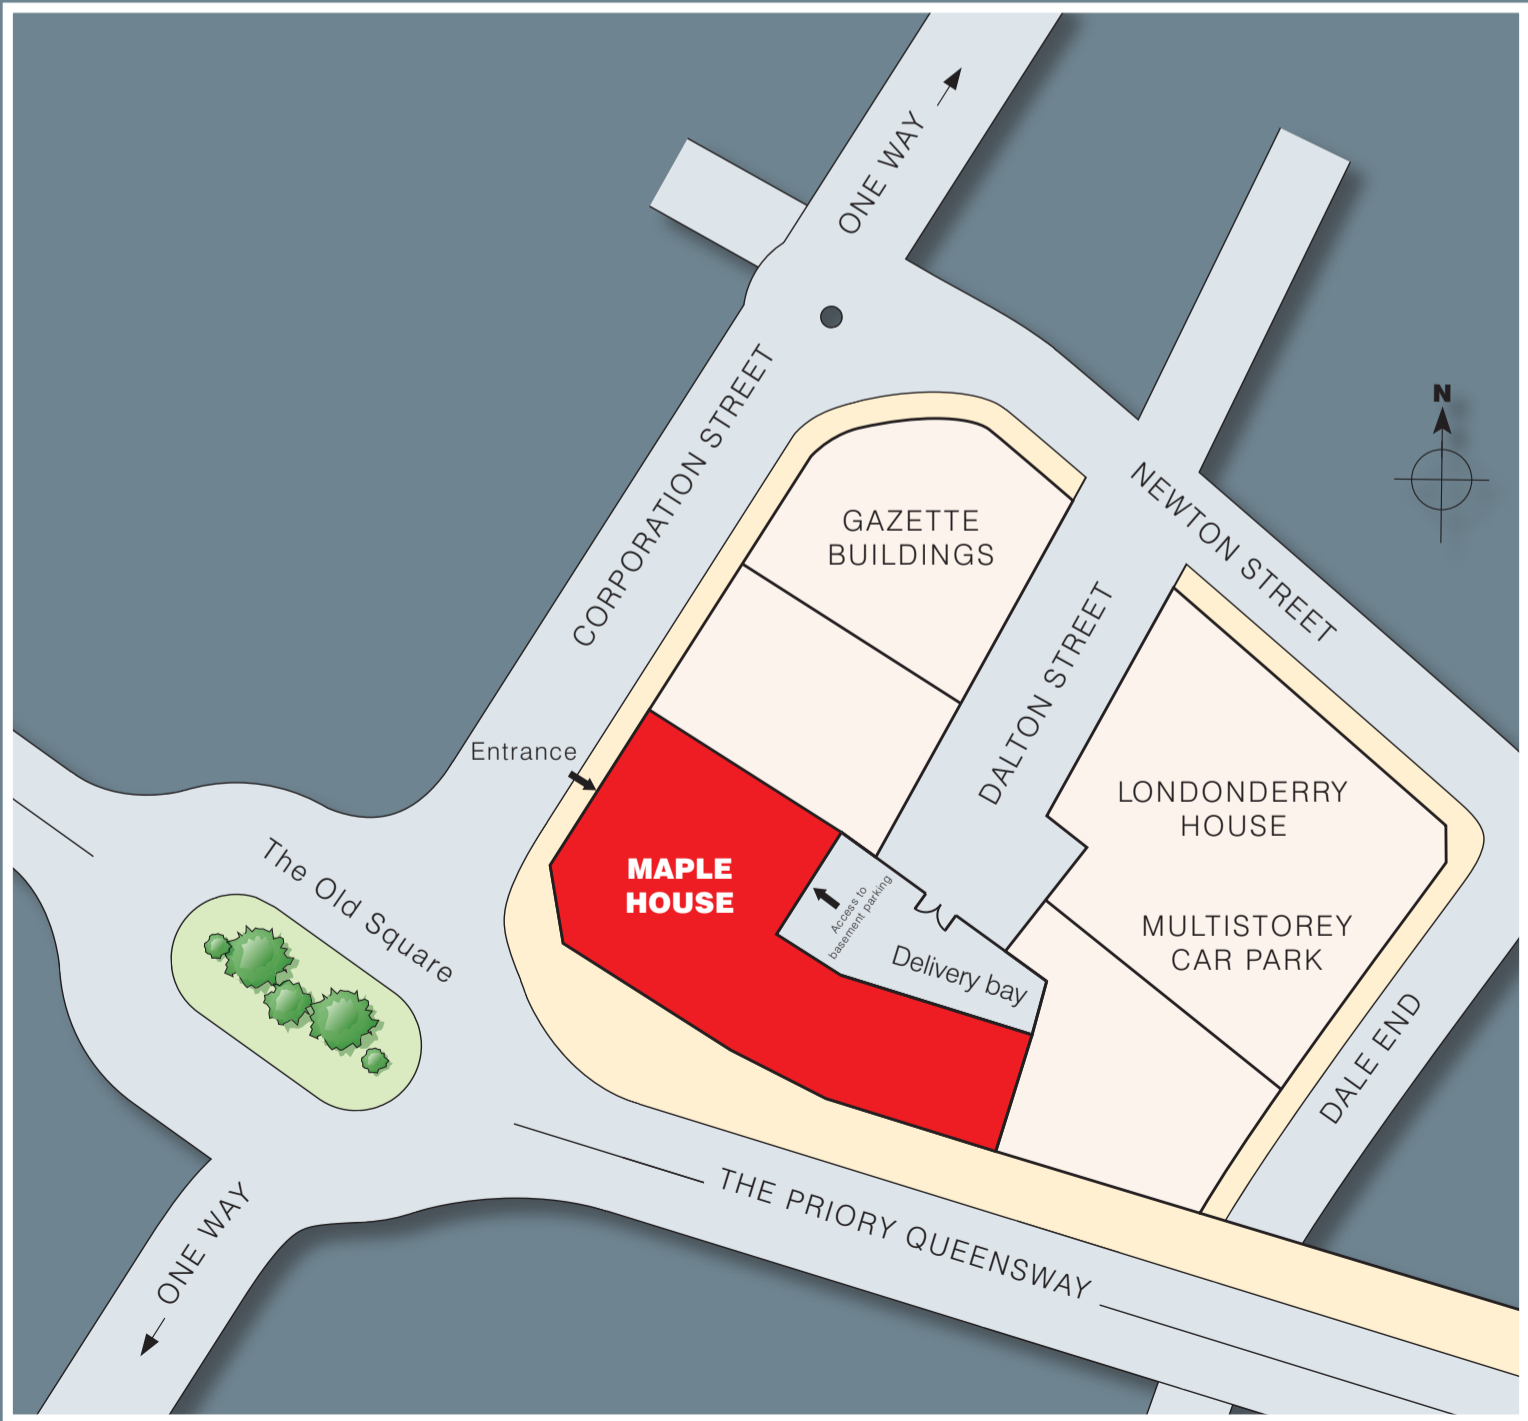 ONE WAY
CORPORATION STREET
N
GAZETTE
BUILDINGS
NEWTON STREET
DALTON STREET
Entrance
LONDONDERRY
HOUSE
MAPLE
HOUSE
Access to
basement parking
The Old Square
MULTISTOREY
CAR PARK
Delivery bay
DALE END
THE PRIORY QUEENSWAY
ONE WAY